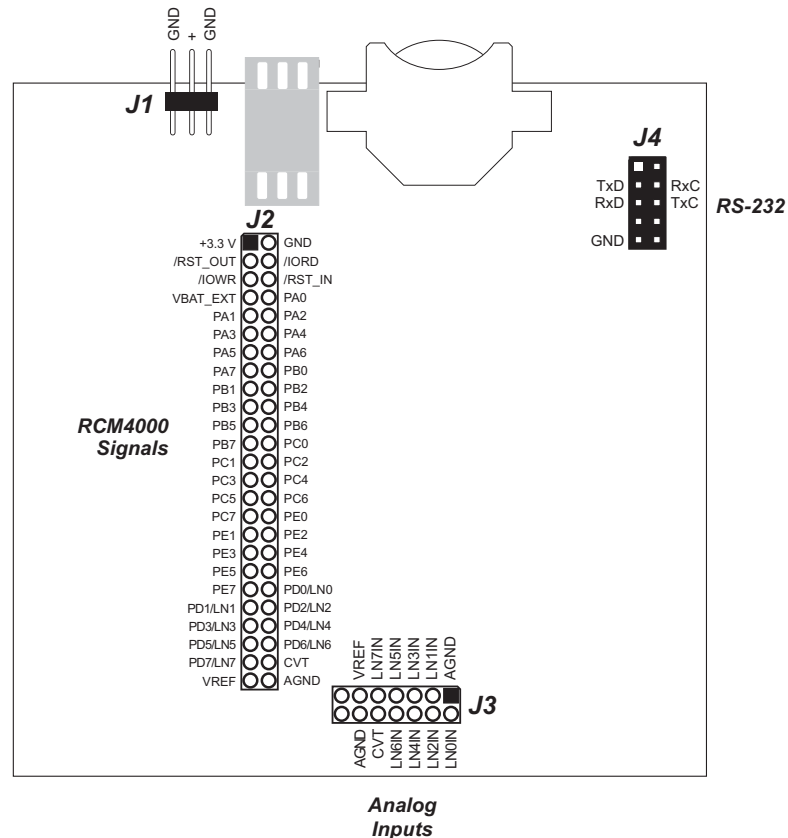 GND
+
GND
J1
J4
TxD RxC
RxD TxC
GND
RS-232
J2
+3.3 V GND
/RST_OUT /IORD
/IOWR /RST_IN
VBAT_EXT PA0
PA1 PA2
PA3 PA4
PA5 PA6
PA7 PB0
PB1 PB2
PB3 PB4
PB5 PB6
PB7 PC0
PC1 PC2
PC3 PC4
PC5 PC6
PC7 PE0
PE1 PE2
PE3 PE4
PE5 PE6
PE7 PD0/LN0
PD1/LN1 PD2/LN2
PD3/LN3 PD4/LN4
PD5/LN5 PD6/LN6
PD7/LN7 CVT
VREF AGND
RCM4000
Signals
VREF
LN7IN
LN5IN
LN3IN
LN1IN
AGND
J3
AGND
CVT
LN6IN
LN4IN
LN2IN
LN0IN
Analog
Inputs